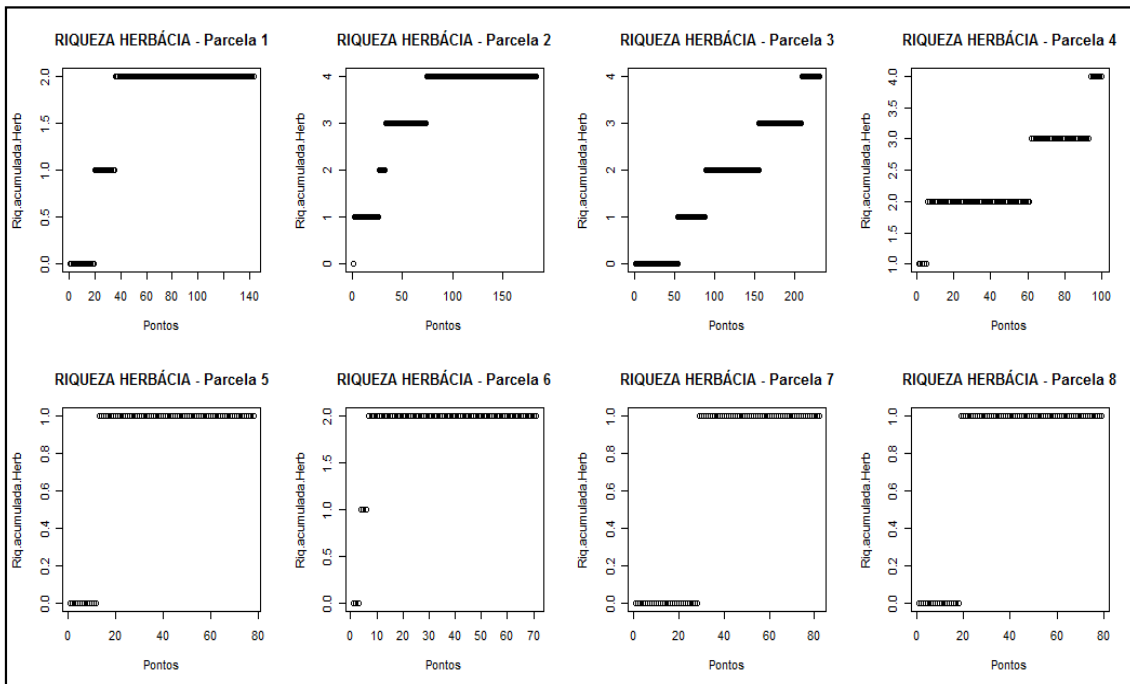 RIQUEZA HERBÁCIA - Parcela 1
Riq.acumulada.Herb
0.0 0.5 1.0 1.5 2.0
0 20 40 60 80 100 140
Pontos
RIQUEZA HERBÁCIA - Parcela 2
Riq.acumulada.Herb
0 1 2 3 4
0 50 100 150
Pontos
RIQUEZA HERBÁCIA - Parcela 3
Riq.acumulada.Herb
0 1 2 3 4
0 50 100 150 200
Pontos
RIQUEZA HERBÁCIA - Parcela 4
Riq.acumulada.Herb
1.0 1.5 2.0 2.5 3.0 3.5 4.0
0 20 40 60 80 100
Pontos
RIQUEZA HERBÁCIA - Parcela 5
Riq.acumulada.Herb
0.0 0.2 0.4 0.6 0.8 1.0
0 20 40 60 80
Pontos
RIQUEZA HERBÁCIA - Parcela 6
Riq.acumulada.Herb
0.0 0.5 1.0 1.5 2.0
0 10 20 30 40 50 60 70
Pontos
RIQUEZA HERBÁCIA - Parcela 7
Riq.acumulada.Herb
0.0 0.2 0.4 0.6 0.8 1.0
0 20 40 60 80
Pontos
RIQUEZA HERBÁCIA - Parcela 8
Riq.acumulada.Herb
0.0 0.2 0.4 0.6 0.8 1.0
0 20 40 60 80
Pontos